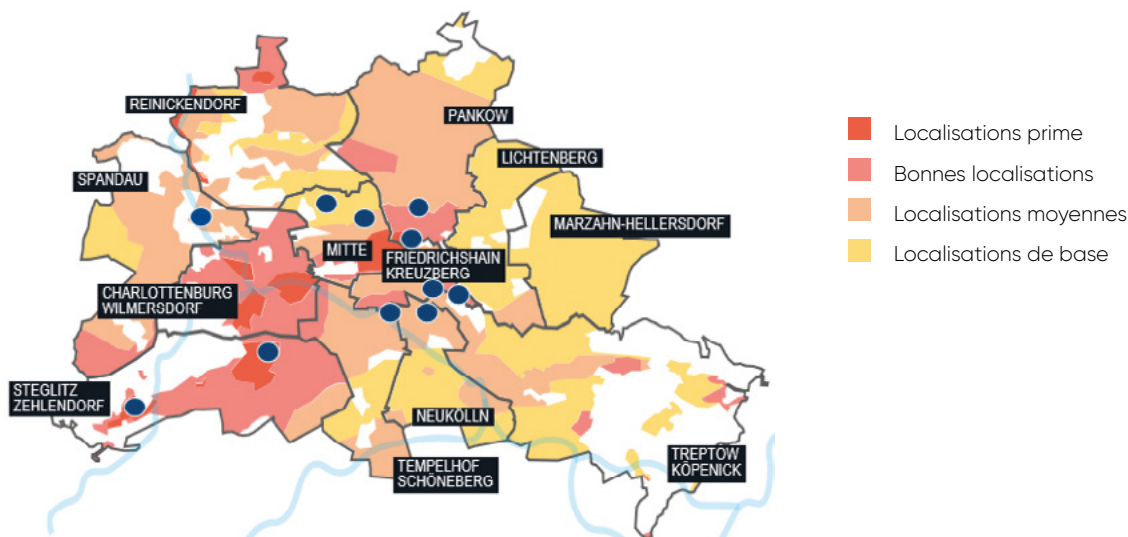 REINICKENDORF
PANKOW
LICHTENBERG
SPANDAU
MARZAHN-HELLERSDORF
MITTE
FRIEDRICHSHAIN
KREUZBERG
CHARLOTTENBURG
WILMERSDORF
STEGLITZ
ZEHLENDORF
NEUKÖLLN
TEMPELHOF
SCHÖNEBERG
TREPTOW
KÖPENICK
Localisations prime
Bonnes localisations
Localisations moyennes
Localisations de base